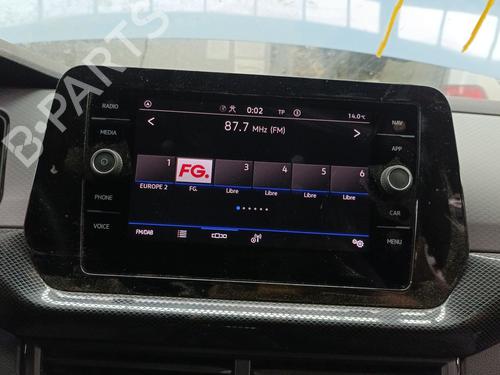 B-PARTS
RADIO
0:02 TP 14.0°C
NAV
87.7 MHz (FM)
MEDIA
APP
1 FG. 3 4 5 6
EUROPE 2 FG. Libre Libre Libre Libre
PHONE
CAR
VOICE
FM/DAB
MENU